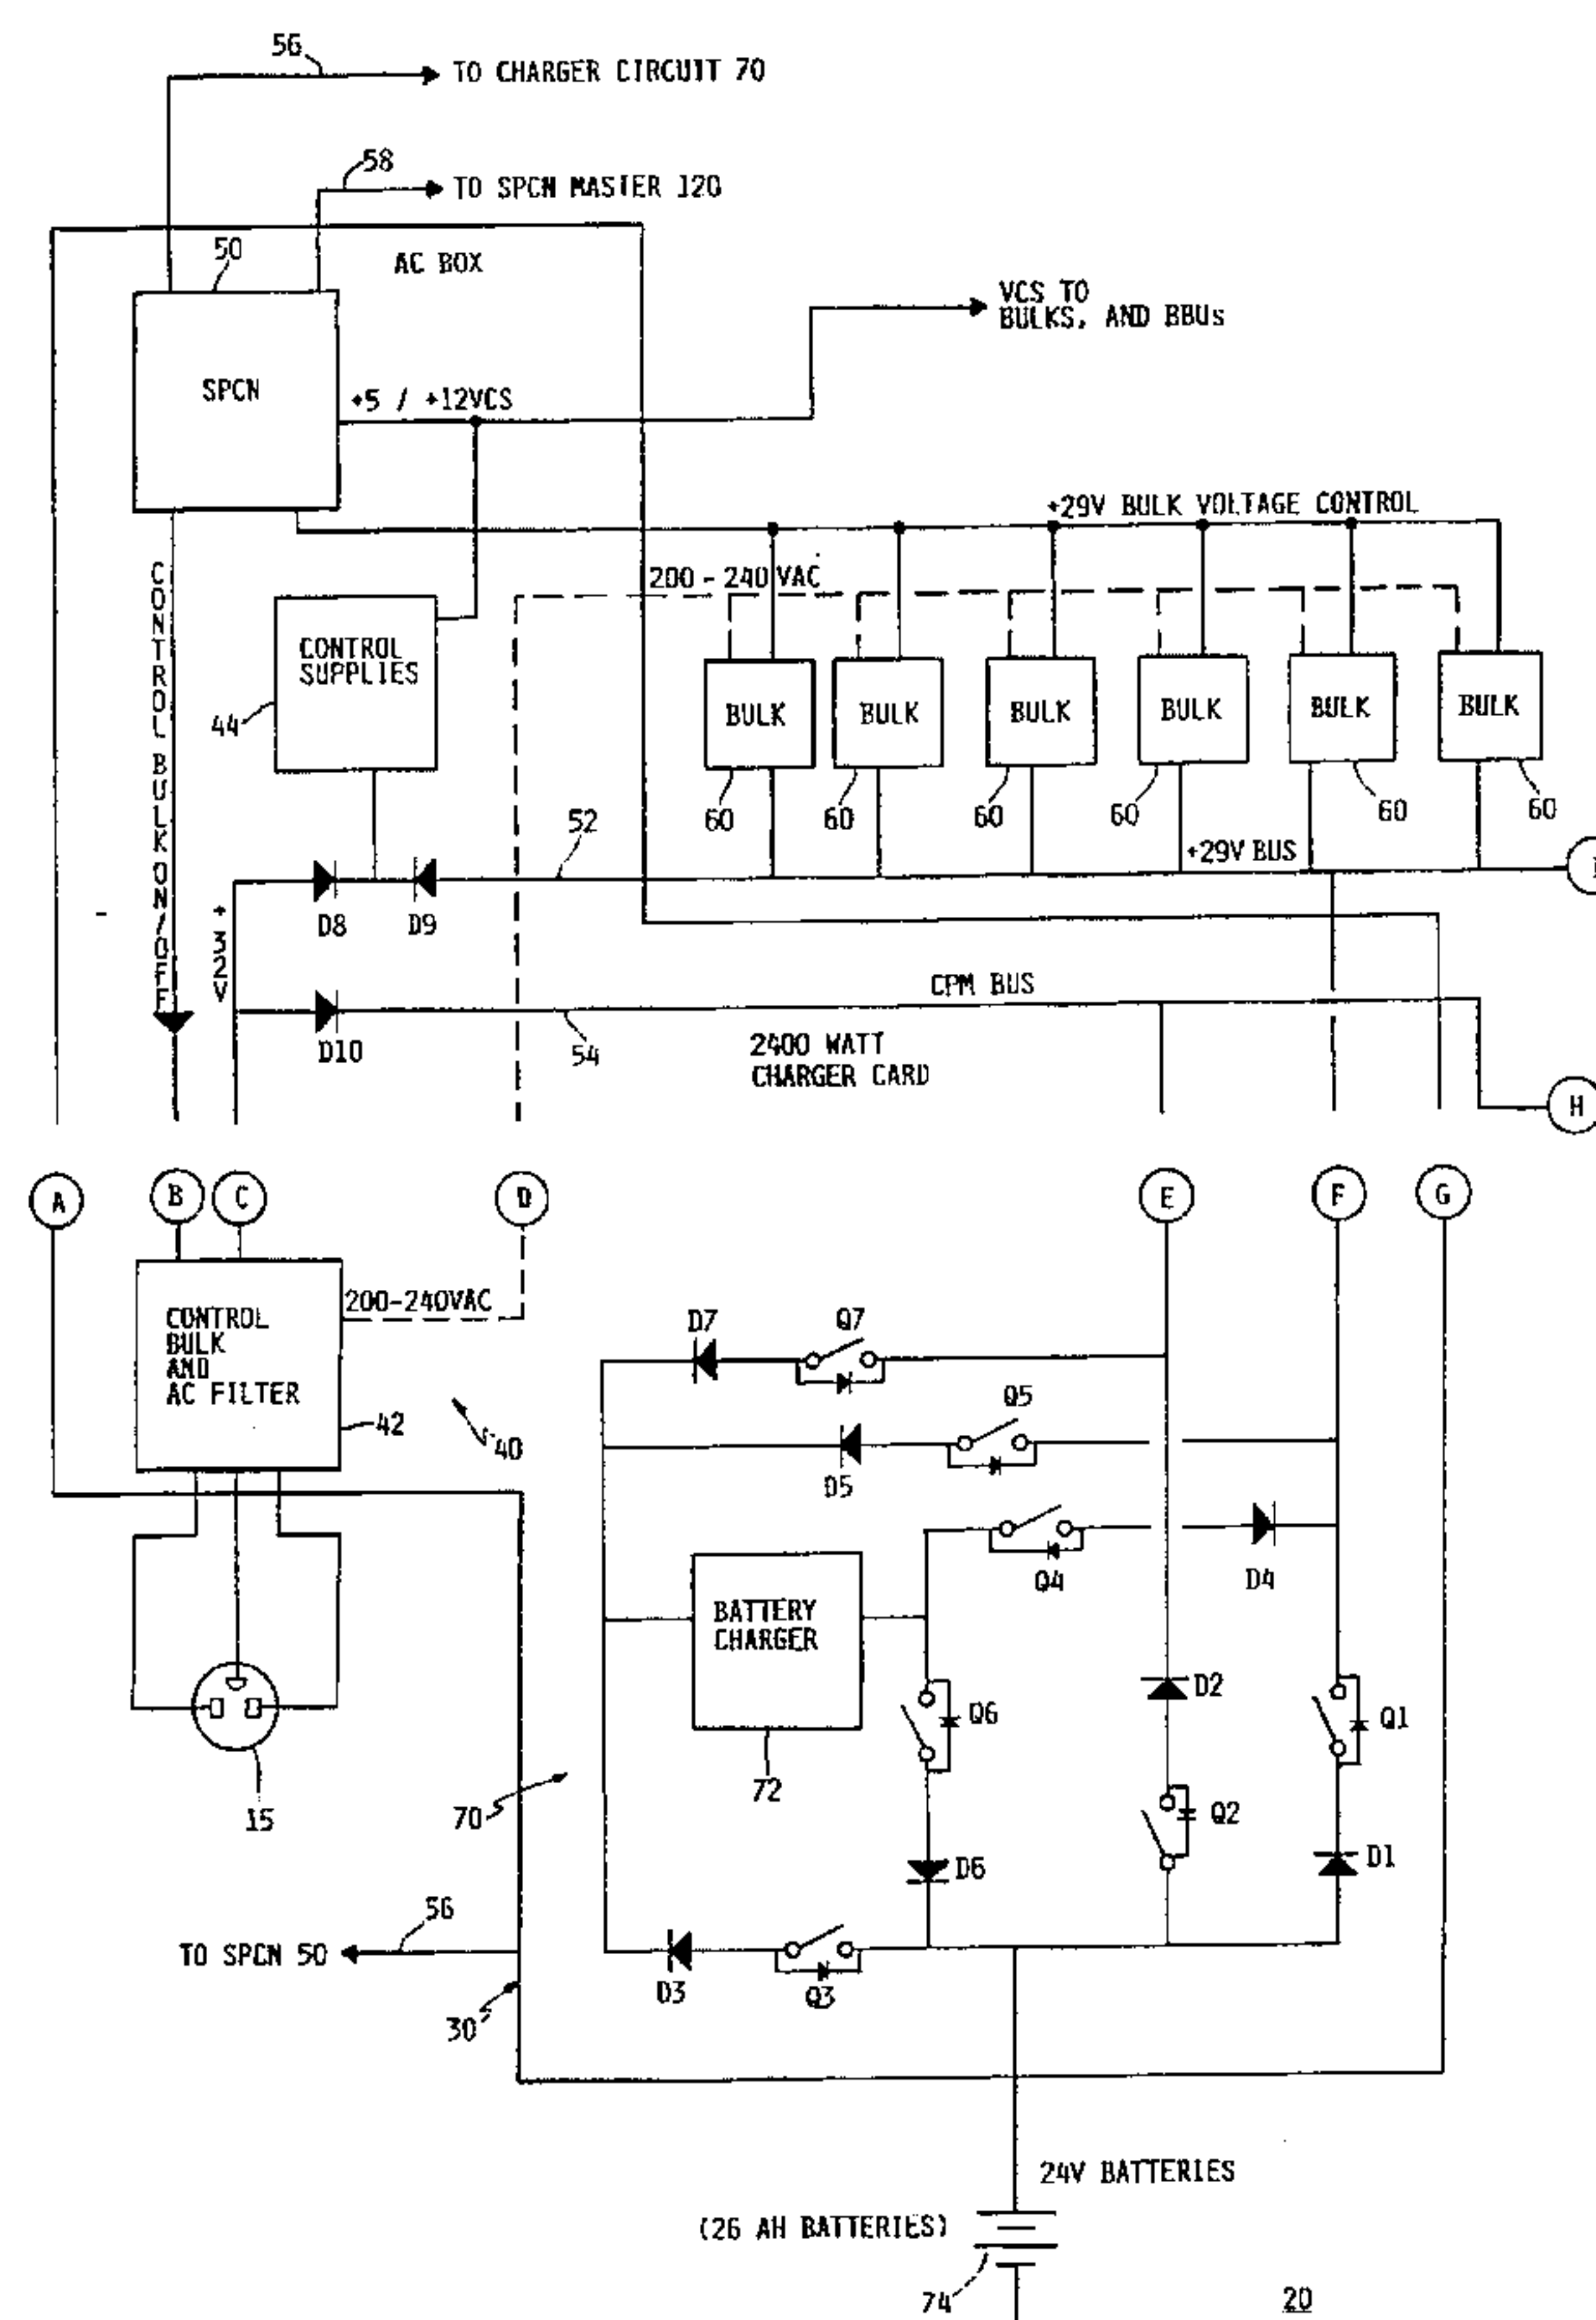 56
TO CHARGER CIRCUIT 70
58
TO SPCN MASTER 120
50
AC BOX
VCS TO
BULKS, AND BBUs
SPCN
+5 / +12VCS
+29V BULK VOLTAGE CONTROL
CONTROL BULK ON/OFF
200-240 VAC
CONTROL
SUPPLIES
44
BULK
BULK
BULK
BULK
BULK
BULK
60
60
60
60
60
60
52
+29V BUS
+32V
D8
D9
CPM BUS
D10
54
2400 WATT
CHARGER CARD
H
A
B
C
D
E
F
G
200-240VAC
CONTROL
BULK
AND
AC FILTER
42
40
D7
Q7
Q5
D5
Q4
D4
BATTERY
CHARGER
72
Q6
D2
Q1
15
70
Q2
D6
D1
56
TO SPCN 50
D3
Q3
30
24V BATTERIES
(26 AH BATTERIES)
74
20